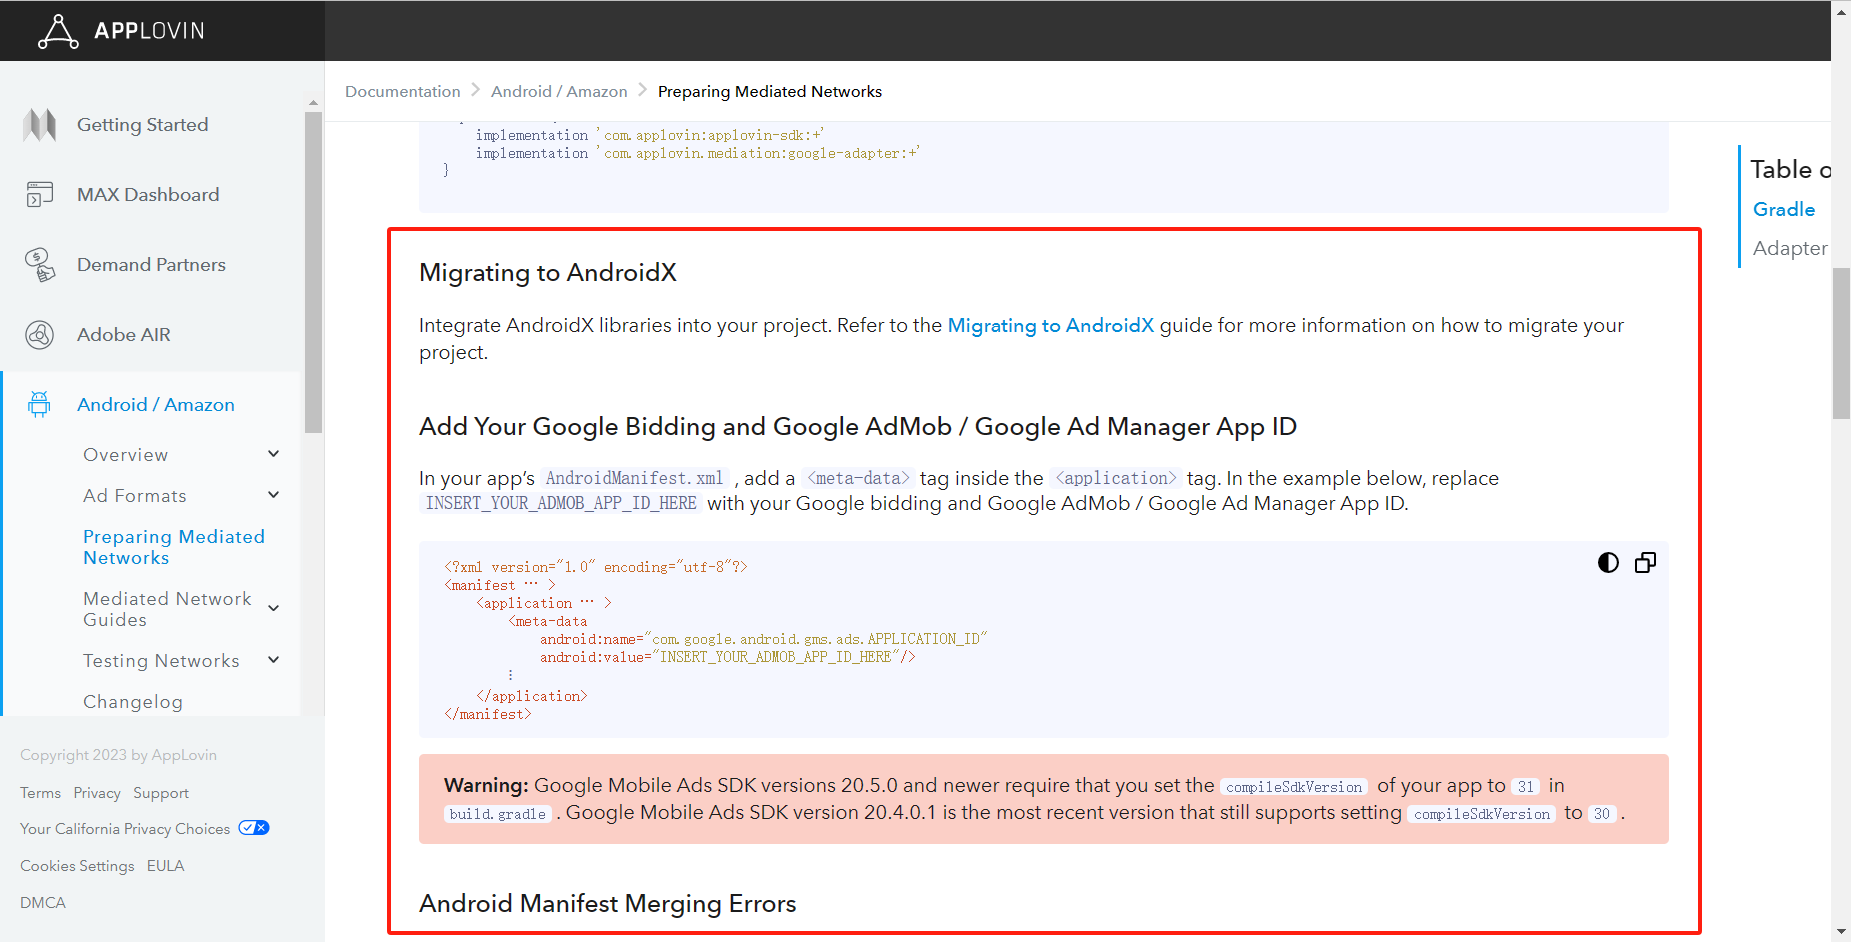 APPLOVIN
Getting Started
MAX Dashboard
Demand Partners
Adobe AIR
Android / Amazon
Overview
Ad Formats
Preparing Mediated
Networks
Mediated Network
Guides
Testing Networks
Changelog
Copyright 2023 by AppLovin
Terms Privacy Support
Your California Privacy Choices
Cookies Settings EULA
DMCA
Documentation > Android / Amazon > Preparing Mediated Networks
implementation 'com.applovin:applovin-sdk:+'
implementation 'com.applovin.mediation:google-adapter:+'
}
Migrating to AndroidX
Integrate AndroidX libraries into your project. Refer to the Migrating to AndroidX guide for more information on how to migrate your
project.
Add Your Google Bidding and Google AdMob / Google Ad Manager App ID
In your app’s AndroidManifest.xml , add a <meta-data> tag inside the <application> tag. In the example below, replace
INSERT_YOUR_ADMOB_APP_ID_HERE with your Google bidding and Google AdMob / Google Ad Manager App ID.
<?xml version="1.0" encoding="utf-8"?>
<manifest … >
<application … >
<meta-data
android:name="com.google.android.gms.ads.APPLICATION_ID"
android:value="INSERT_YOUR_ADMOB_APP_ID_HERE"/>
⋮
</application>
</manifest>
Warning: Google Mobile Ads SDK versions 20.5.0 and newer require that you set the compileSdkVersion of your app to 31 in
build.gradle . Google Mobile Ads SDK version 20.4.0.1 is the most recent version that still supports setting compileSdkVersion to 30 .
Android Manifest Merging Errors
Table o
Gradle
Adapter